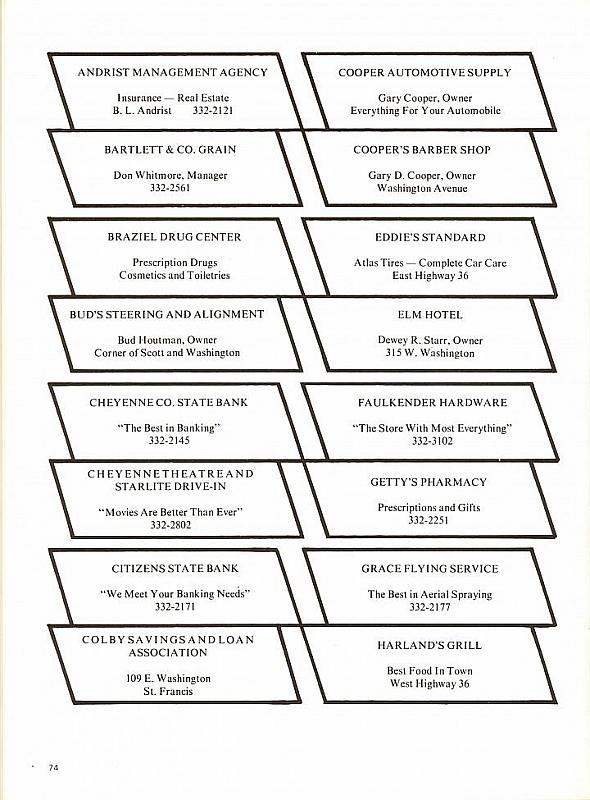 ANDRIST MANAGEMENT AGENCY
Insurance — Real Estate
B. L. Andrist 332-2121
BARTLETT & CO. GRAIN
Don Whitmore, Manager
332-2561
BRAZIEL DRUG CENTER
Prescription Drugs
Cosmetics and Toiletries
BUD'S STEERING AND ALIGNMENT
Bud Houtman, Owner
Corner of Scott and Washington
CHEYENNE CO. STATE BANK
"The Best in Banking"
332-2145
CHEYENNE THEATRE AND
STARLITE DRIVE-IN
"Movies Are Better Than Ever"
332-2802
CITIZENS STATE BANK
"We Meet Your Banking Needs"
332-2171
COLBY SAVINGS AND LOAN
ASSOCIATION
109 E. Washington
St. Francis
COOPER AUTOMOTIVE SUPPLY
Gary Cooper, Owner
Everything For Your Automobile
COOPER'S BARBER SHOP
Gary D. Cooper, Owner
Washington Avenue
EDDIE'S STANDARD
Atlas Tires — Complete Car Care
East Highway 36
ELM HOTEL
Dewey R. Starr, Owner
315 W. Washington
FAULKENDER HARDWARE
"The Store With Most Everything"
332-3102
GETTY'S PHARMACY
Prescriptions and Gifts
332-2251
GRACE FLYING SERVICE
The Best in Aerial Spraying
332-2177
HARLAND'S GRILL
Best Food In Town
West Highway 36
74